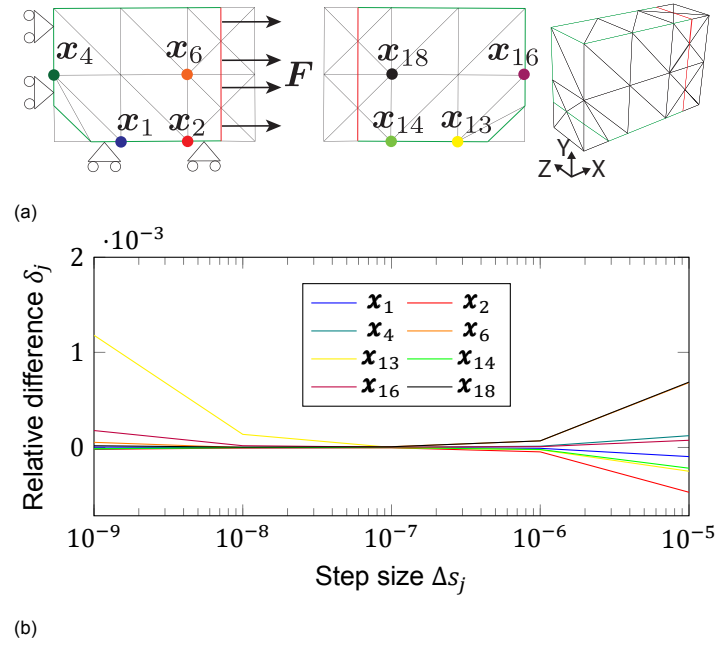 x₄ x₆ F x₁₈ x₁₆
x₁ x₂ x₁₄ x₁₃
Y
Z X
(a)
·10⁻³
2
1
0
Relative difference δⱼ
x₁ x₂
x₄ x₆
x₁₃ x₁₄
x₁₆ x₁₈
10⁻⁹ 10⁻⁸ 10⁻⁷ 10⁻⁶ 10⁻⁵
Step size Δsⱼ
(b)